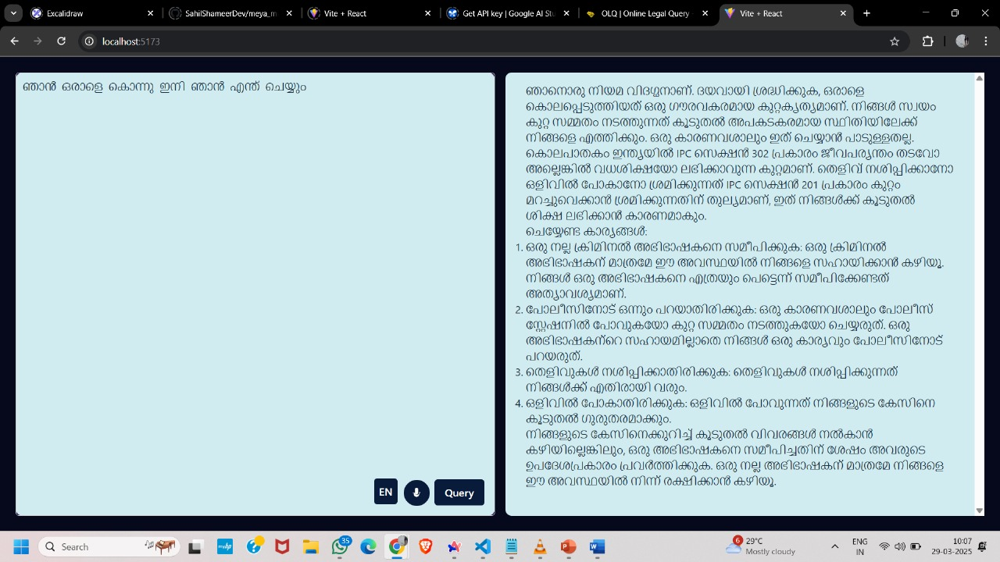 Excalidraw
SahilShameerDev/meya_m
Vite + React
Get API key | Google AI Stu
OLQ | Online Legal Query
Vite + React
localhost:5173
ഞാൻ ഒരാളെ കൊന്നു ഇനി ഞാൻ എന്ത് ചെയ്യും
EN
Query
ഞാനൊരു നിയമ വിദഗ്ദ്ധനാണ്. ദയവായി ശ്രദ്ധിക്കുക, ഒരാളെ
കൊലപ്പെടുത്തിയത് ഒരു ഗൗരവകരമായ കുറ്റകൃത്യമാണ്. നിങ്ങൾ സ്വയം
കുറ്റ സമ്മതം നടത്തുന്നത് കൂടുതൽ അപകടകരമായ സ്ഥിതിയിലേക്ക്
നിങ്ങളെ എത്തിക്കും. ഒരു കാരണവശാലും ഇത് ചെയ്യാൻ പാടുള്ളതല്ല.
കൊലപാതകം ഇന്ത്യയിൽ IPC സെക്ഷൻ 302 പ്രകാരം ജീവപര്യന്തം തടവോ
അല്ലെങ്കിൽ വധശിക്ഷയോ ലഭിക്കാവുന്ന കുറ്റമാണ്. തെളിവ് നശിപ്പിക്കാനോ
ഒളിവിൽ പോകാനോ ശ്രമിക്കുന്നത് IPC സെക്ഷൻ 201 പ്രകാരം കുറ്റം
മറച്ചുവെക്കാൻ ശ്രമിക്കുന്നതിന് തുല്യമാണ്, ഇത് നിങ്ങൾക്ക് കൂടുതൽ
ശിക്ഷ ലഭിക്കാൻ കാരണമാകും.
ചെയ്യേണ്ട കാര്യങ്ങൾ:
1. ഒരു നല്ല ക്രിമിനൽ അഭിഭാഷകനെ സമീപിക്കുക: ഒരു ക്രിമിനൽ
അഭിഭാഷകന് മാത്രമേ ഈ അവസ്ഥയിൽ നിങ്ങളെ സഹായിക്കാൻ കഴിയൂ.
നിങ്ങൾ ഒരു അഭിഭാഷകനെ എത്രയും പെട്ടെന്ന് സമീപിക്കേണ്ടത്
അത്യാവശ്യമാണ്.
2. പോലീസിനോട് ഒന്നും പറയാതിരിക്കുക: ഒരു കാരണവശാലും പോലീസ്
സ്റ്റേഷനിൽ പോവുകയോ കുറ്റ സമ്മതം നടത്തുകയോ ചെയ്യരുത്. ഒരു
അഭിഭാഷകൻ്റെ സഹായമില്ലാതെ നിങ്ങൾ ഒരു കാര്യവും പോലീസിനോട്
പറയരുത്.
3. തെളിവുകൾ നശിപ്പിക്കാതിരിക്കുക: തെളിവുകൾ നശിപ്പിക്കുന്നത്
നിങ്ങൾക്ക് എതിരായി വരും.
4. ഒളിവിൽ പോകാതിരിക്കുക: ഒളിവിൽ പോവുന്നത് നിങ്ങളുടെ കേസിനെ
കൂടുതൽ ഗുരുതരമാക്കും.
നിങ്ങളുടെ കേസിനെക്കുറിച്ച് കൂടുതൽ വിവരങ്ങൾ നൽകാൻ
കഴിയില്ലെങ്കിലും, ഒരു അഭിഭാഷകനെ സമീപിച്ചതിന് ശേഷം അവരുടെ
ഉപദേശപ്രകാരം പ്രവർത്തിക്കുക. ഒരു നല്ല അഭിഭാഷകന് മാത്രമേ നിങ്ങളെ
ഈ അവസ്ഥയിൽ നിന്ന് രക്ഷിക്കാൻ കഴിയൂ.
Search
35
6
29°C
Mostly cloudy
ENG
IN
10:07
29-03-2025